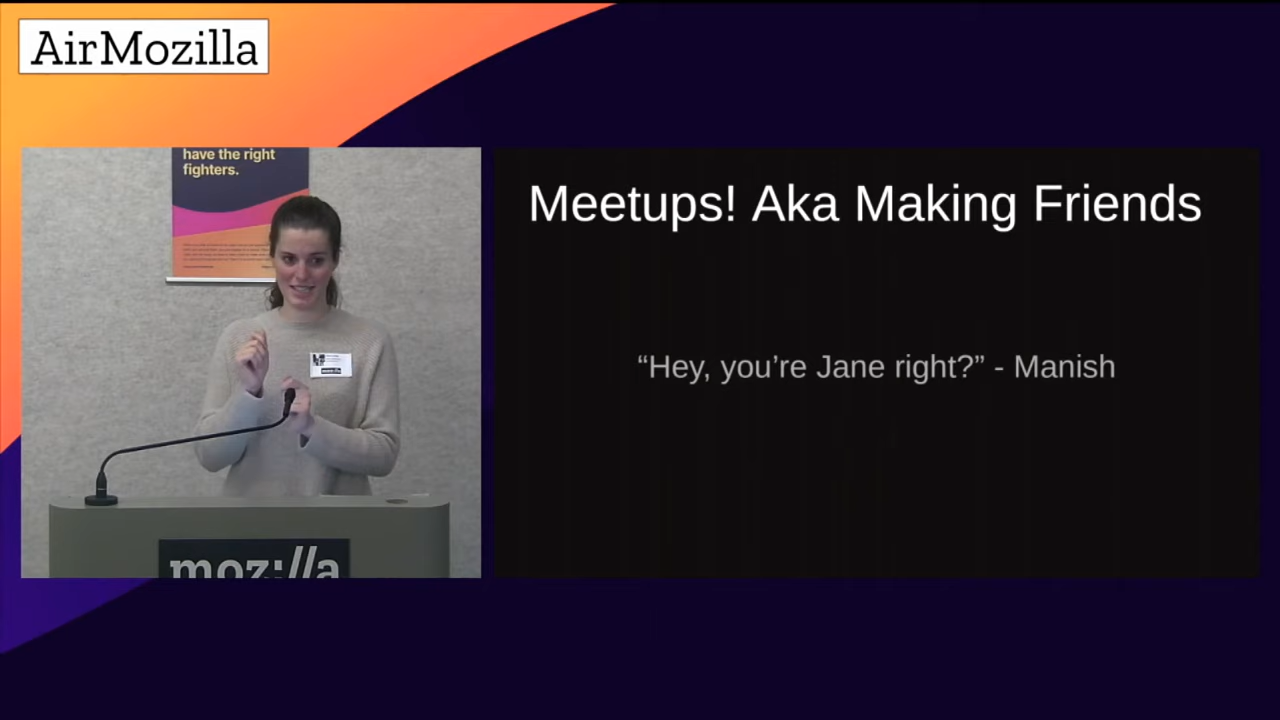 AirMozilla
have the right
fighters.
Meetups! Aka Making Friends
“Hey, you’re Jane right?” - Manish
moz://a